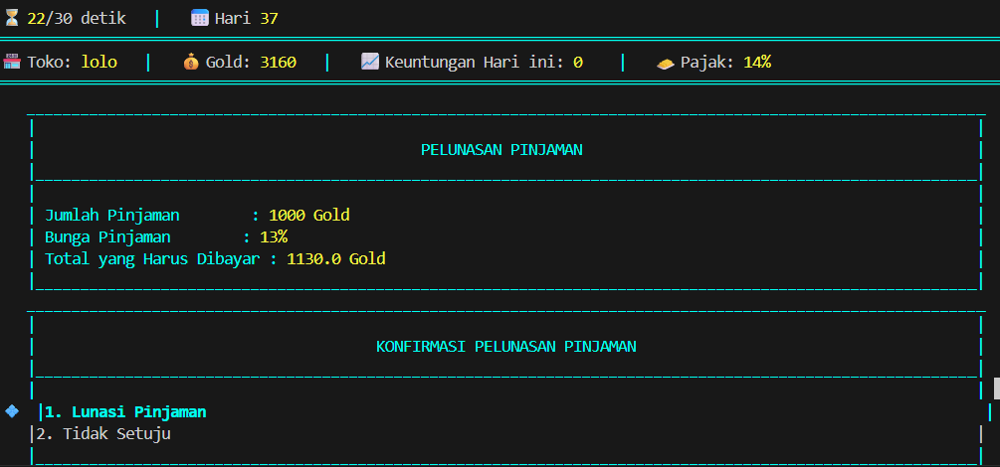 ⏳ 22/30 detik | 📅 Hari 37
🏪 Toko: lolo | 💰 Gold: 3160 | 📈 Keuntungan Hari ini: 0 | Pajak: 14%
PELUNASAN PINJAMAN
Jumlah Pinjaman : 1000 Gold
Bunga Pinjaman : 13%
Total yang Harus Dibayar : 1130.0 Gold
KONFIRMASI PELUNASAN PINJAMAN
🔹 |1. Lunasi Pinjaman |
|2. Tidak Setuju |